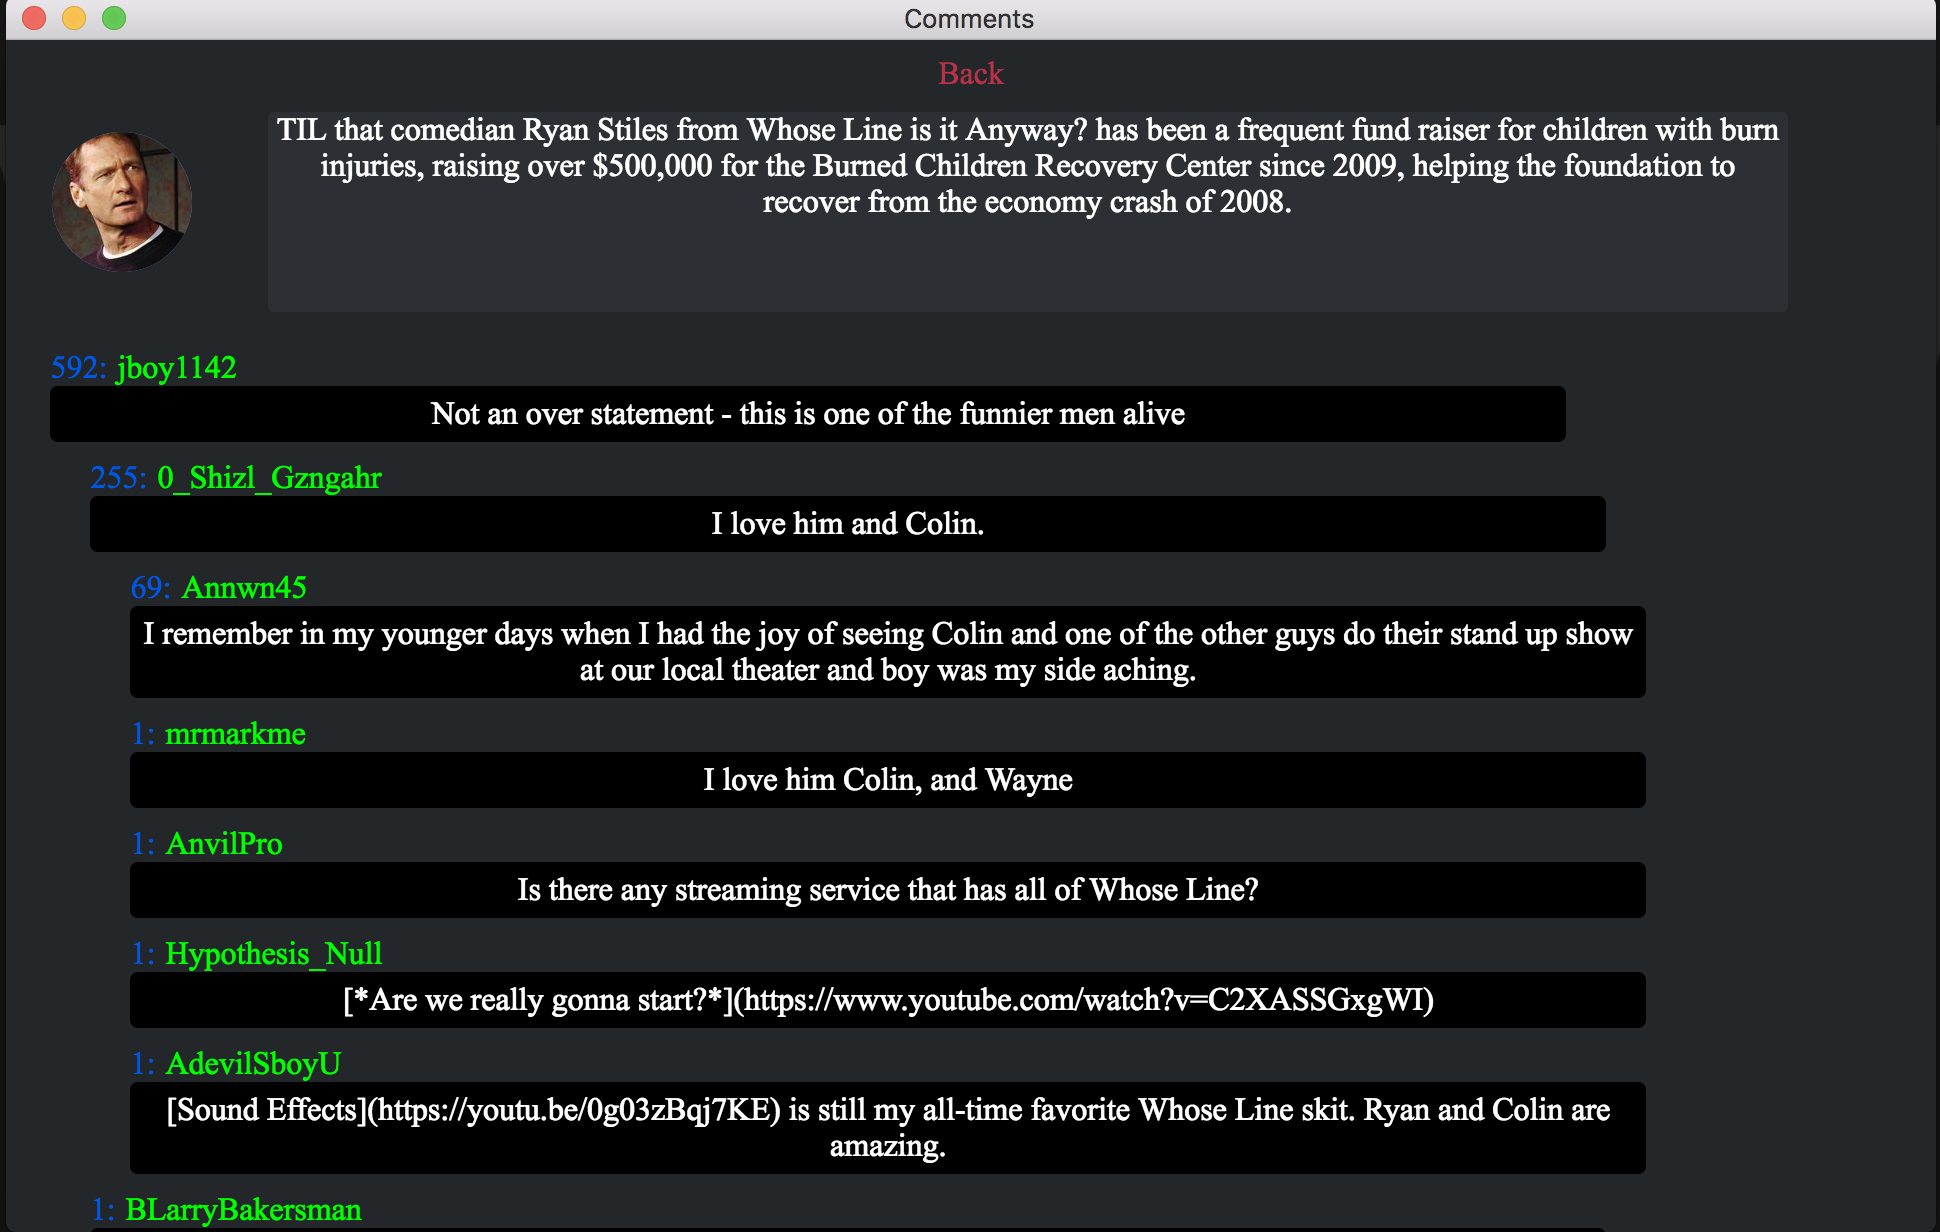 Comments
Back
TIL that comedian Ryan Stiles from Whose Line is it Anyway? has been a frequent fund raiser for children with burn
injuries, raising over $500,000 for the Burned Children Recovery Center since 2009, helping the foundation to
recover from the economy crash of 2008.
592: jboy1142
Not an over statement - this is one of the funnier men alive
255: 0_Shizl_Gzngahr
I love him and Colin.
69: Annwn45
I remember in my younger days when I had the joy of seeing Colin and one of the other guys do their stand up show
at our local theater and boy was my side aching.
1: mrmarkme
I love him Colin, and Wayne
1: AnvilPro
Is there any streaming service that has all of Whose Line?
1: Hypothesis_Null
[*Are we really gonna start?*](https://www.youtube.com/watch?v=C2XASSGxgWI)
1: AdevilSboyU
[Sound Effects](https://youtu.be/0g03zBqj7KE) is still my all-time favorite Whose Line skit. Ryan and Colin are
amazing.
1: BLarryBakersman